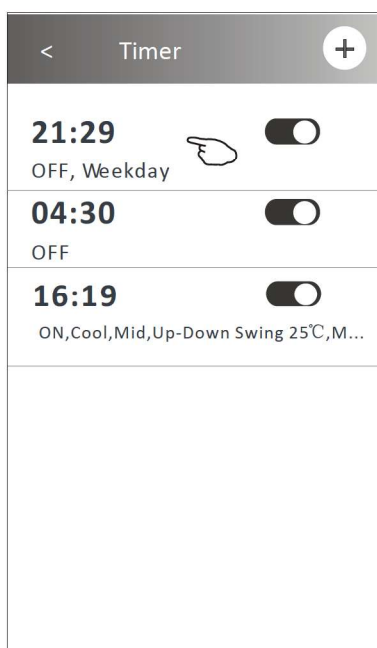 < Timer +
21:29
OFF, Weekday
04:30
OFF
16:19
ON,Cool,Mid,Up-Down Swing 25℃,M...